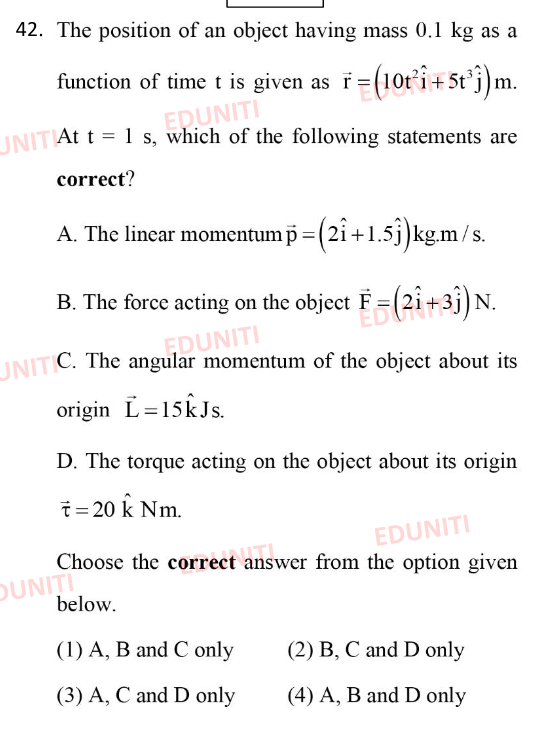 42. The position of an object having mass 0.1 kg as a
function of time t is given as r⃗ = (10t²î + 5t³ĵ) m.
At t = 1 s, which of the following statements are
correct?
A. The linear momentum p⃗ = (2î + 1.5ĵ) kg.m / s.
B. The force acting on the object F⃗ = (2î + 3ĵ) N.
C. The angular momentum of the object about its
origin L⃗ = 15k̂ J s.
D. The torque acting on the object about its origin
τ⃗ = 20 k̂ Nm.
Choose the correct answer from the option given
below.
(1) A, B and C only (2) B, C and D only
(3) A, C and D only (4) A, B and D only
EDUNITI
EDUNITI
UNITI
EDUNITI
EDUNITI
UNITI
EDUNITI
EDUNITI
DUNITI